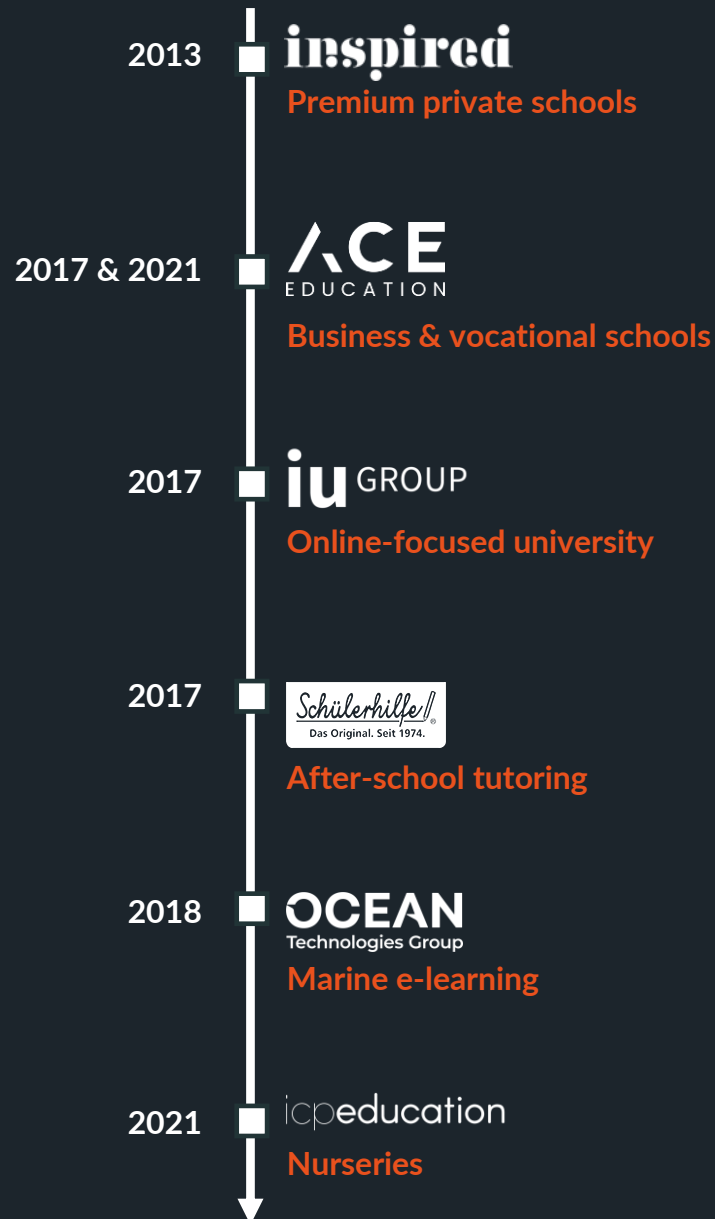 2013
inspired
Premium private schools
2017 & 2021
ACE
EDUCATION
Business & vocational schools
2017
iu GROUP
Online-focused university
2017
Schülerhilfe!®
Das Original. Seit 1974.
After-school tutoring
2018
OCEAN
Technologies Group
Marine e-learning
2021
icpeducation
Nurseries